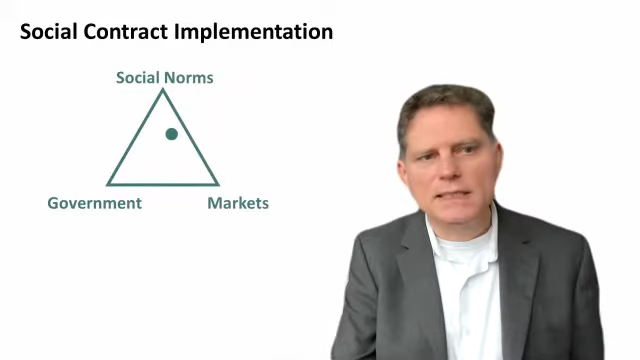 Social Contract Implementation
Social Norms
Government
Markets